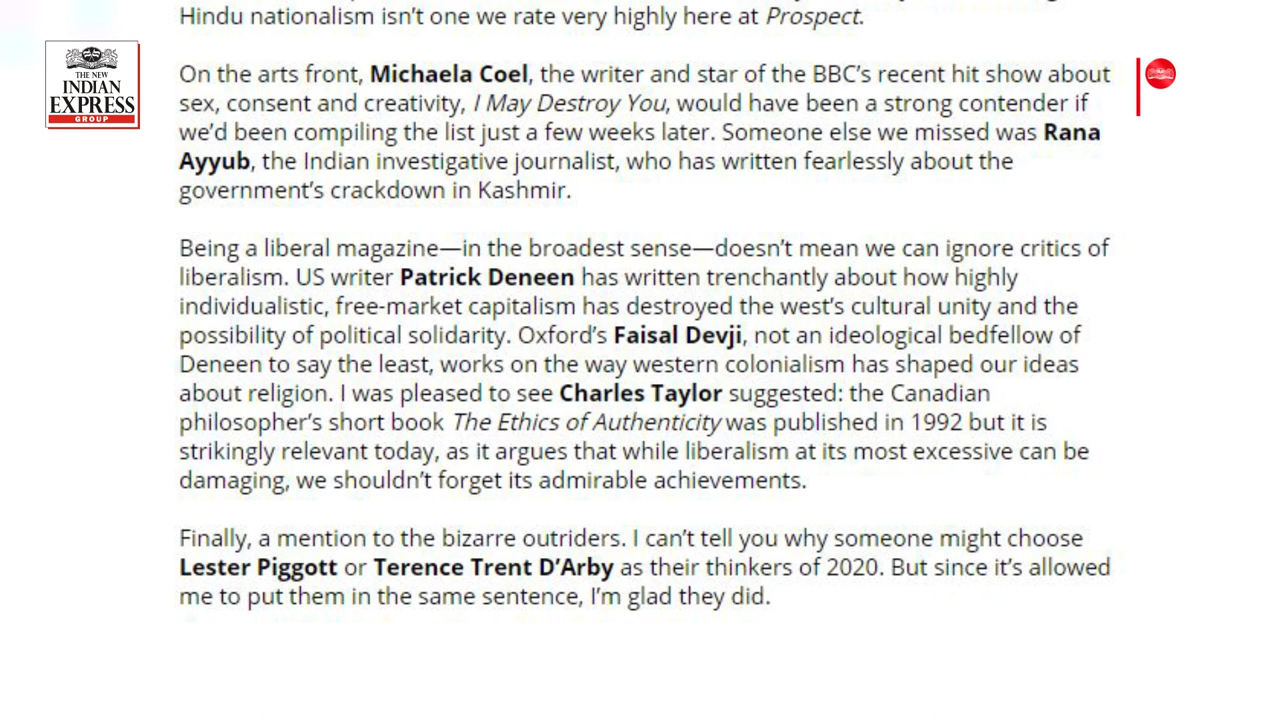 Hindu nationalism isn't one we rate very highly here at Prospect.
THE NEW
INDIAN
EXPRESS
GROUP
On the arts front, Michaela Coel, the writer and star of the BBC's recent hit show about
sex, consent and creativity, I May Destroy You, would have been a strong contender if
we'd been compiling the list just a few weeks later. Someone else we missed was Rana
Ayyub, the Indian investigative journalist, who has written fearlessly about the
government's crackdown in Kashmir.
Being a liberal magazine—in the broadest sense—doesn't mean we can ignore critics of
liberalism. US writer Patrick Deneen has written trenchantly about how highly
individualistic, free-market capitalism has destroyed the west's cultural unity and the
possibility of political solidarity. Oxford's Faisal Devji, not an ideological bedfellow of
Deneen to say the least, works on the way western colonialism has shaped our ideas
about religion. I was pleased to see Charles Taylor suggested: the Canadian
philosopher's short book The Ethics of Authenticity was published in 1992 but it is
strikingly relevant today, as it argues that while liberalism at its most excessive can be
damaging, we shouldn't forget its admirable achievements.
Finally, a mention to the bizarre outriders. I can't tell you why someone might choose
Lester Piggott or Terence Trent D'Arby as their thinkers of 2020. But since it's allowed
me to put them in the same sentence, I'm glad they did.